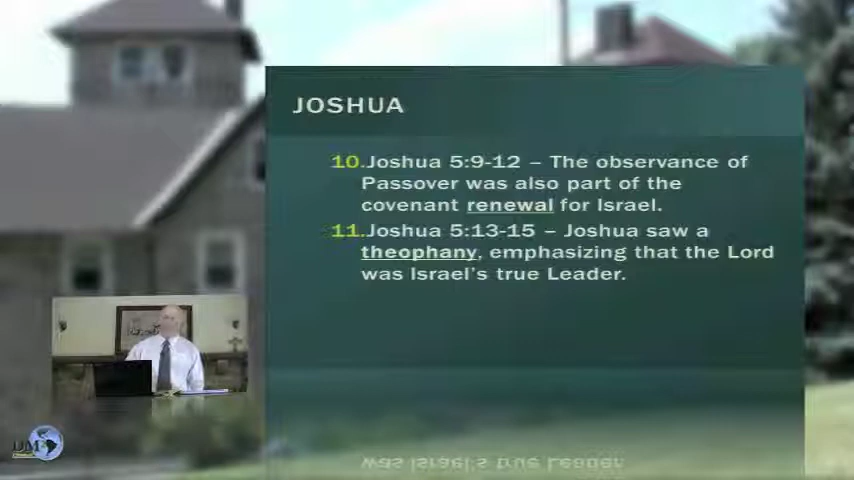 JOSHUA
10. Joshua 5:9-12 – The observance of
Passover was also part of the
covenant renewal for Israel.
11. Joshua 5:13-15 – Joshua saw a
theophany, emphasizing that the Lord
was Israel's true Leader.